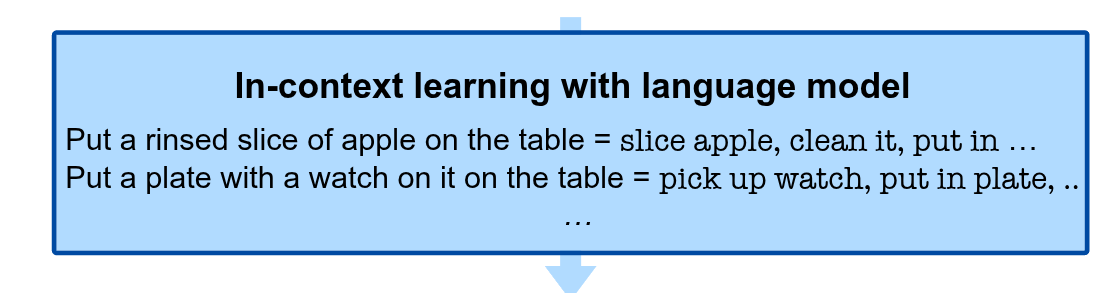 In-context learning with language model
Put a rinsed slice of apple on the table = slice apple, clean it, put in …
Put a plate with a watch on it on the table = pick up watch, put in plate, ..
…